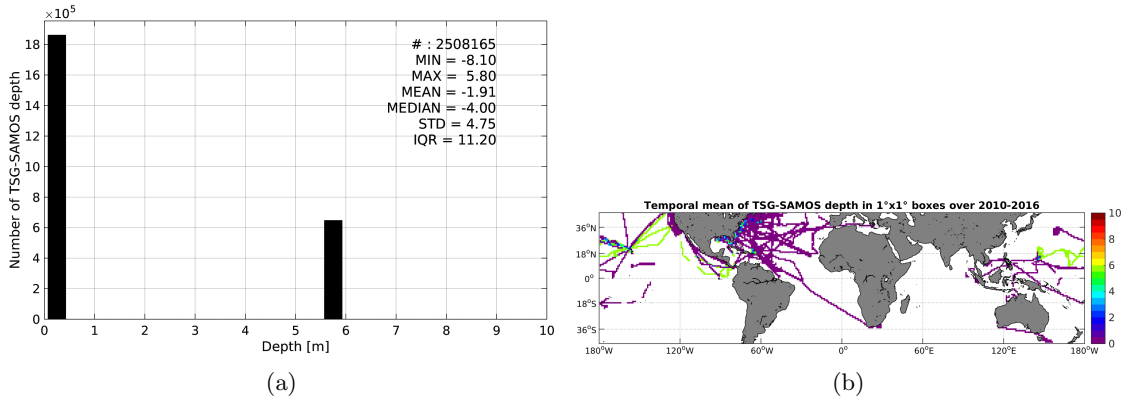 ×10⁵
18
16
14
12
10
8
6
4
2
0
Number of TSG-SAMOS depth
# : 2508165
MIN = -8.10
MAX = 5.80
MEAN = -1.91
MEDIAN = -4.00
STD = 4.75
IQR = 11.20
0 1 2 3 4 5 6 7 8 9 10
Depth [m]
(a)
Temporal mean of TSG-SAMOS depth in 1°x1° boxes over 2010-2016
36°N
18°N
0°
18°S
36°S
180°W 120°W 60°W 0° 60°E 120°E 180°W
10
8
6
4
2
0
(b)